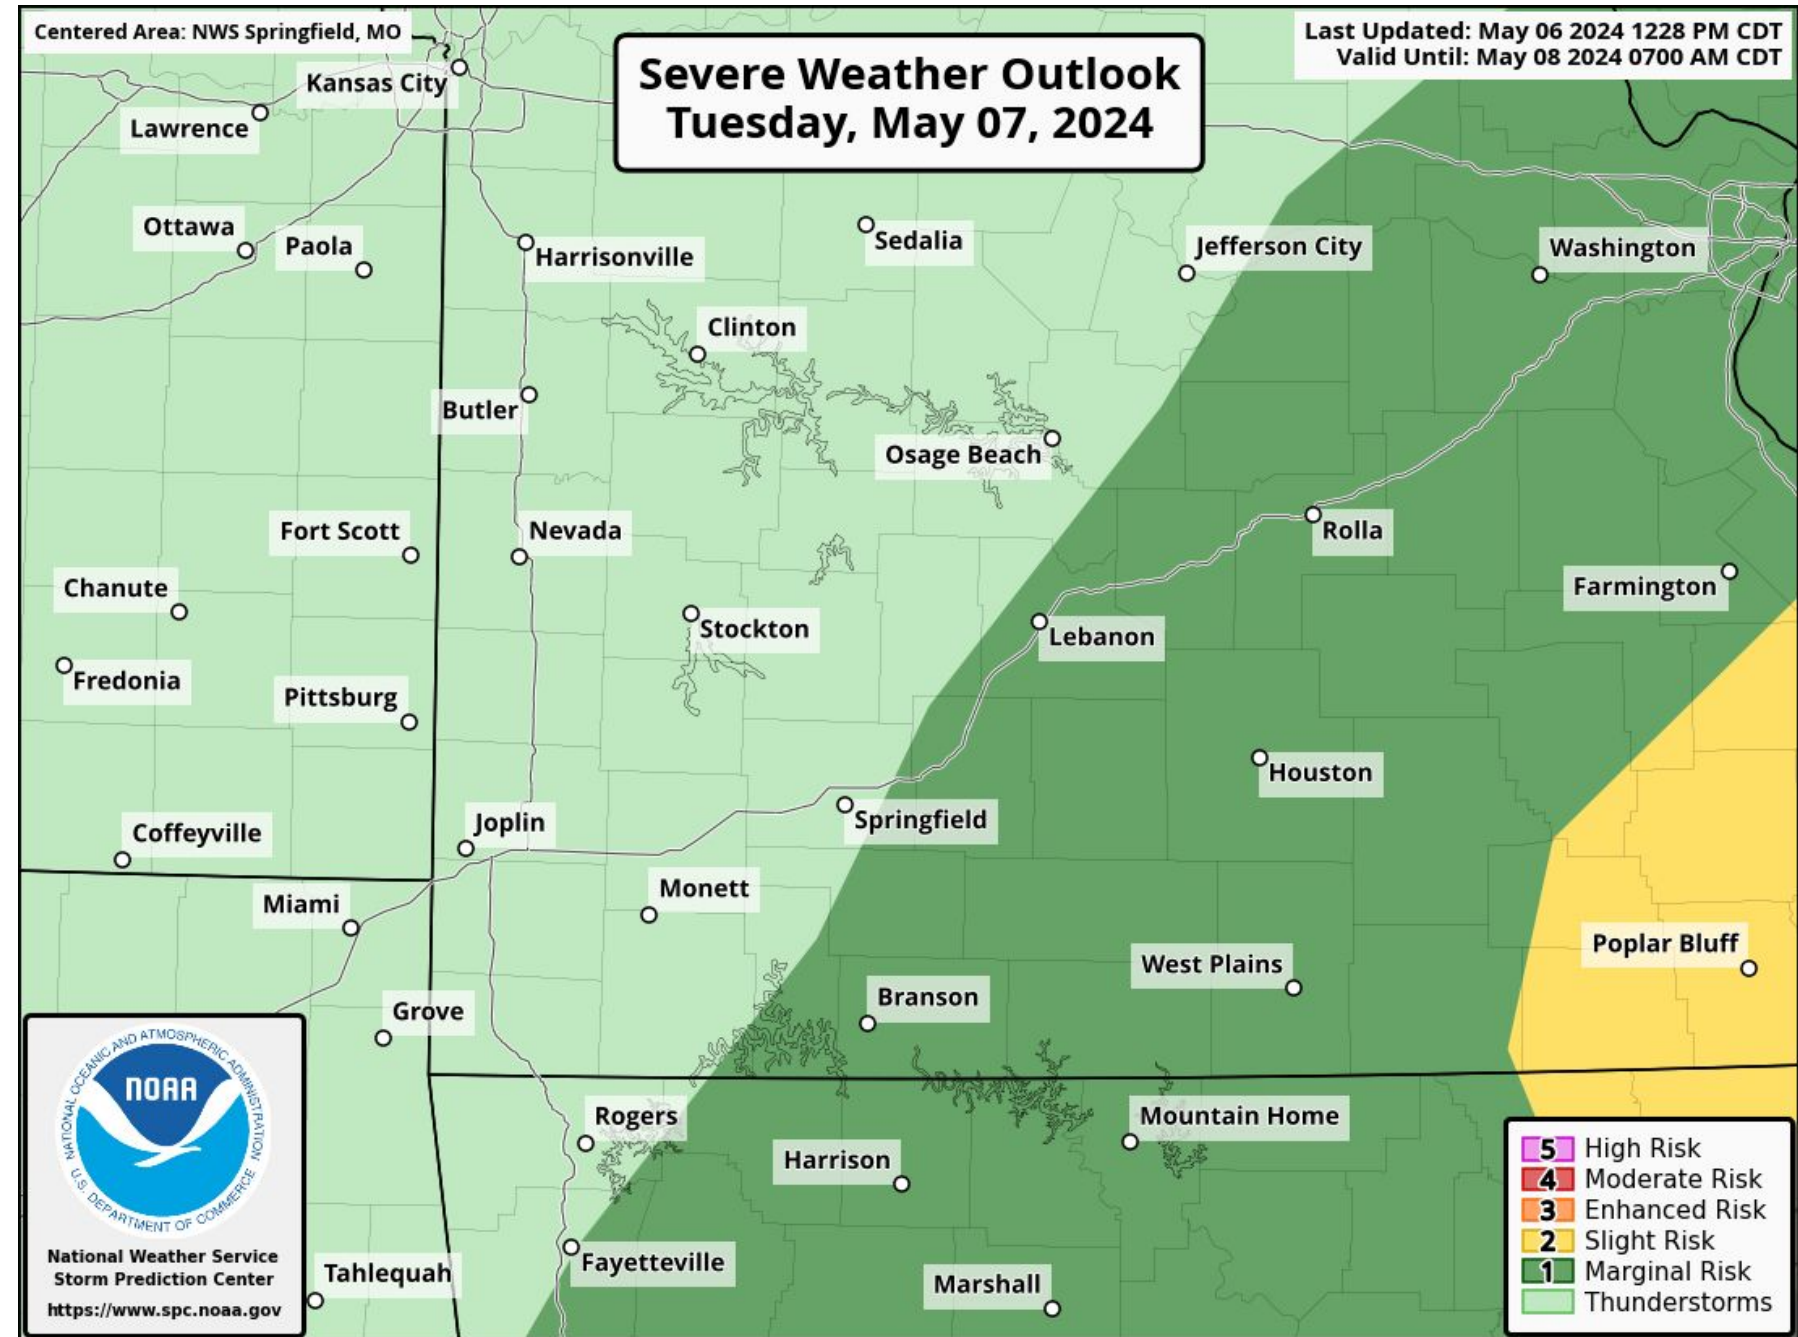 Centered Area: NWS Springfield, MO
Last Updated: May 06 2024 1228 PM CDT
Valid Until: May 08 2024 0700 AM CDT
Severe Weather Outlook
Tuesday, May 07, 2024
Kansas City
Lawrence
Ottawa
Paola
Harrisonville
Sedalia
Jefferson City
Washington
Clinton
Butler
Osage Beach
Fort Scott
Nevada
Rolla
Chanute
Farmington
Stockton
Lebanon
Fredonia
Pittsburg
Houston
Coffeyville
Joplin
Springfield
Miami
Monett
Poplar Bluff
West Plains
Branson
Grove
Rogers
Mountain Home
Harrison
Fayetteville
Tahlequah
Marshall
NATIONAL OCEANIC AND ATMOSPHERIC ADMINISTRATION
NOAA
U.S. DEPARTMENT OF COMMERCE
National Weather Service
Storm Prediction Center
https://www.spc.noaa.gov
5 High Risk
4 Moderate Risk
3 Enhanced Risk
2 Slight Risk
1 Marginal Risk
Thunderstorms